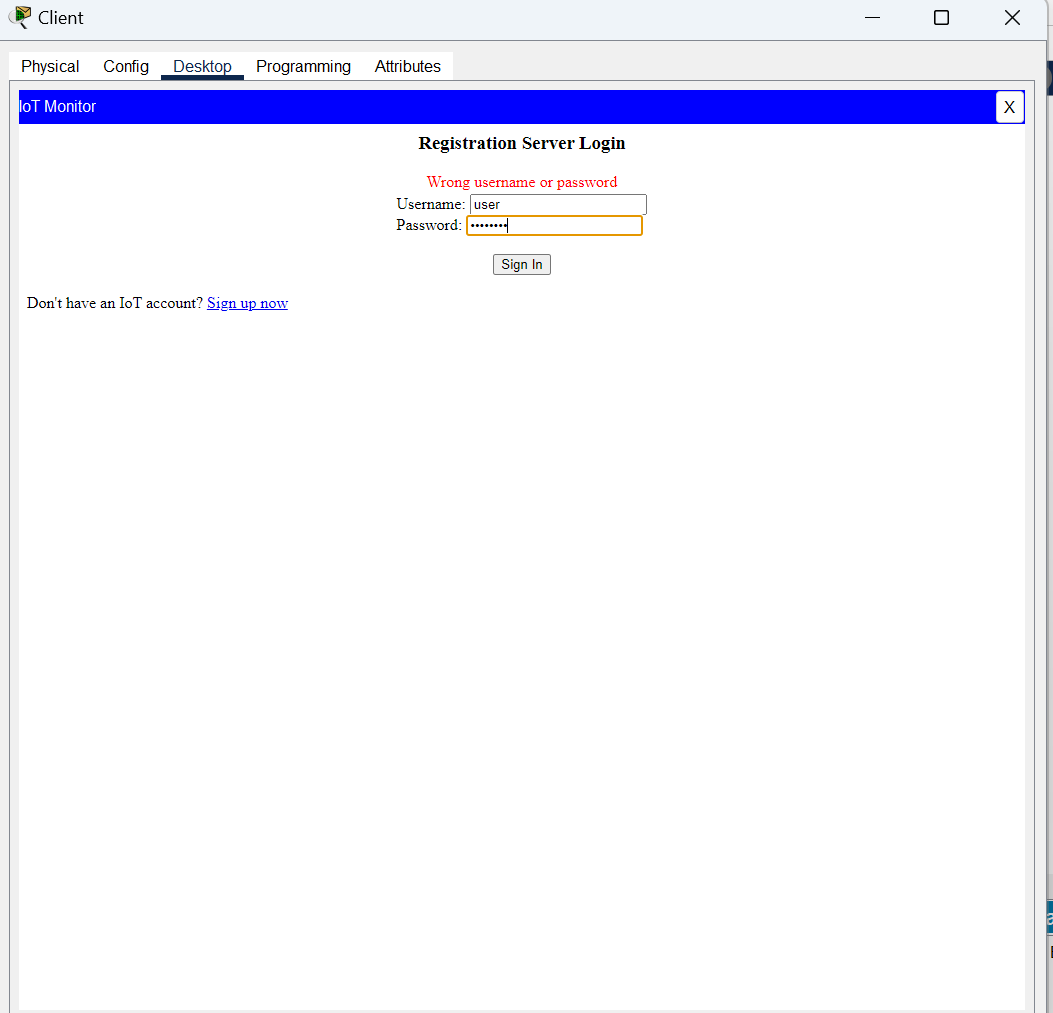 Client
Physical Config Desktop Programming Attributes
IoT Monitor X
Registration Server Login
Wrong username or password
Username: user
Password: ••••••••
Sign In
Don't have an IoT account? Sign up now